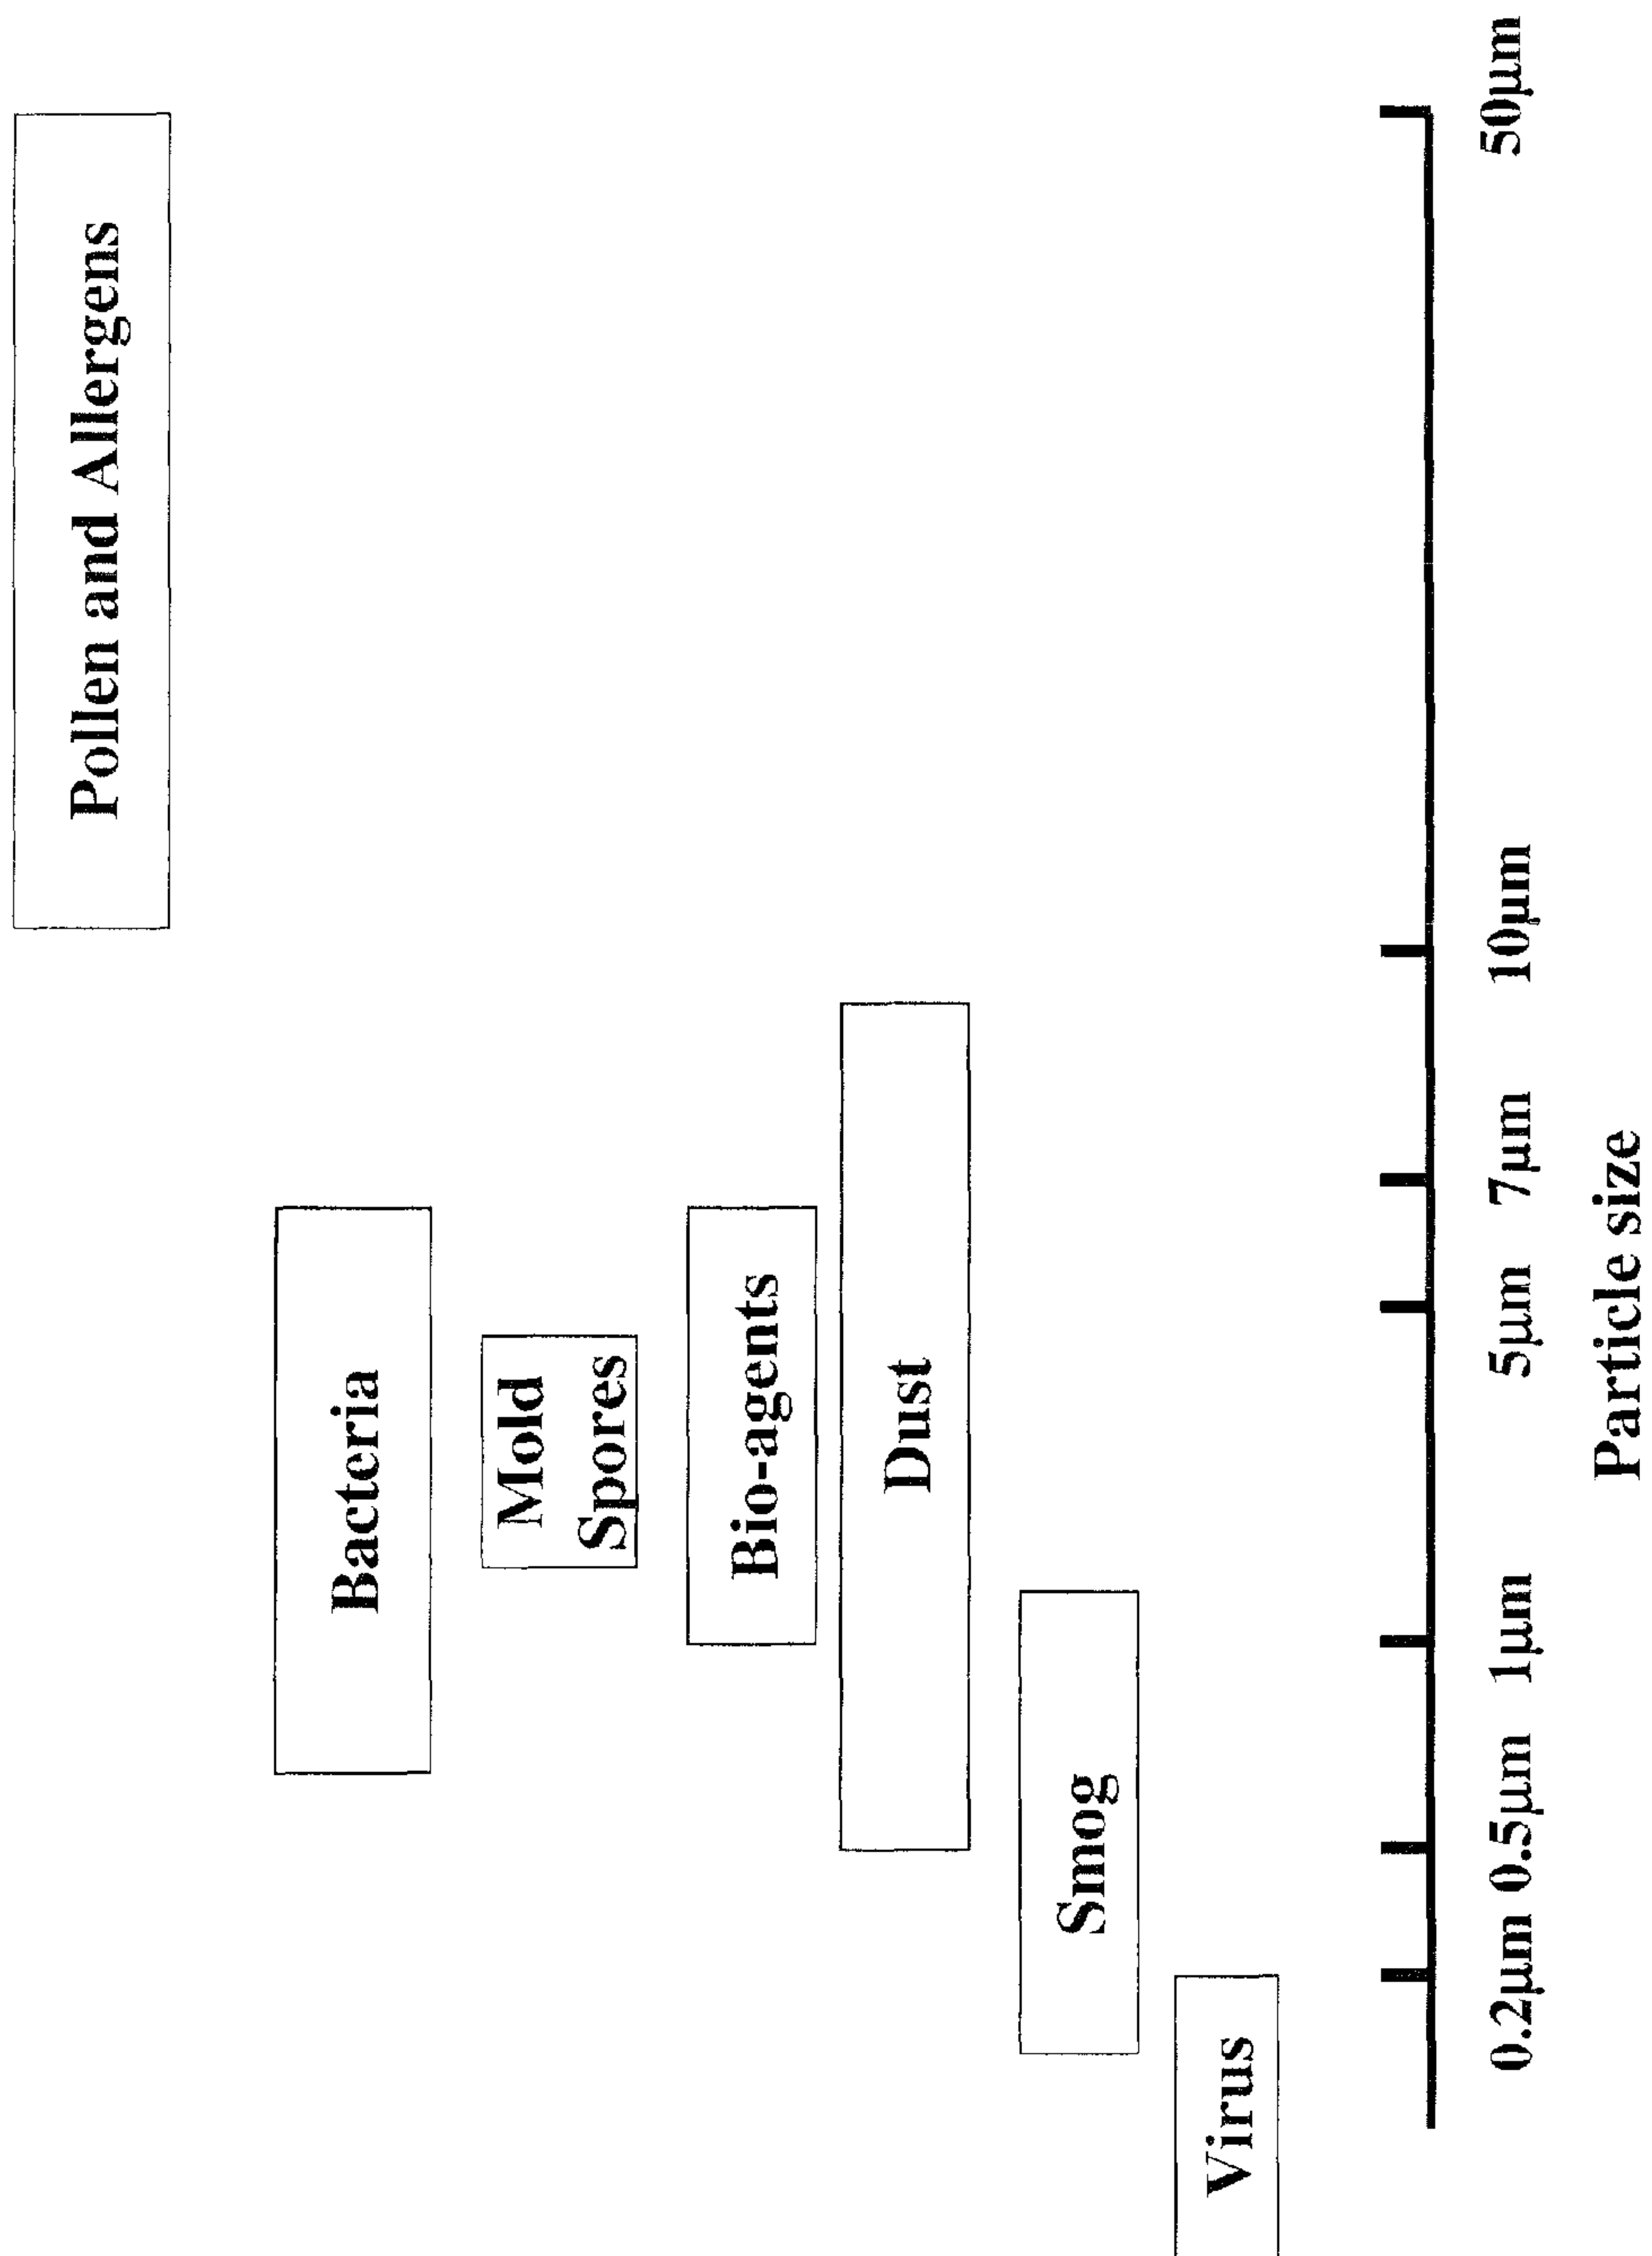 Pollen and Allergens
Bacteria
Mold
Spores
Bio-agents
Dust
Smog
Virus
0.2µm 0.5µm 1µm 5µm 7µm 10µm 50µm
Particle size